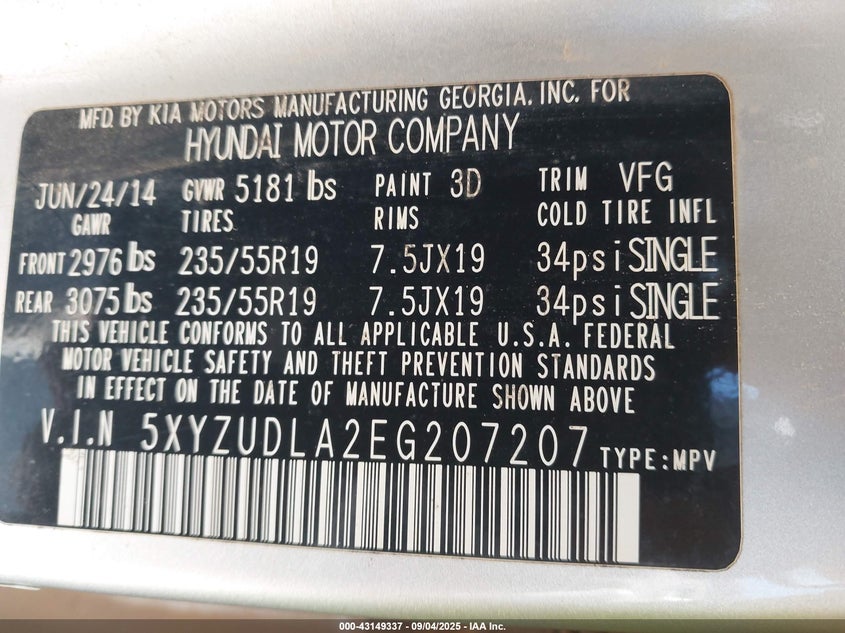 MFD. BY KIA MOTORS MANUFACTURING GEORGIA, INC. FOR
HYUNDAI MOTOR COMPANY
JUN/24/14 GVWR 5181 lbs PAINT 3D TRIM VFG
GAWR TIRES RIMS COLD TIRE INFL
FRONT 2976 lbs 235/55R19 7.5JX19 34psi SINGLE
REAR 3075 lbs 235/55R19 7.5JX19 34psi SINGLE
THIS VEHICLE CONFORMS TO ALL APPLICABLE U.S.A. FEDERAL
MOTOR VEHICLE SAFETY AND THEFT PREVENTION STANDARDS
IN EFFECT ON THE DATE OF MANUFACTURE SHOWN ABOVE
V.I.N 5XYZUDLA2EG207207 TYPE:MPV
000-43149337 - 09/04/2025 - IAA Inc.